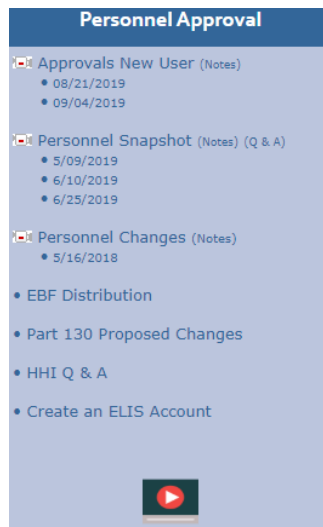 Personnel Approval
Approvals New User (Notes)
• 08/21/2019
• 09/04/2019
Personnel Snapshot (Notes) (Q & A)
• 5/09/2019
• 6/10/2019
• 6/25/2019
Personnel Changes (Notes)
• 5/16/2018
• EBF Distribution
• Part 130 Proposed Changes
• HHI Q & A
• Create an ELIS Account